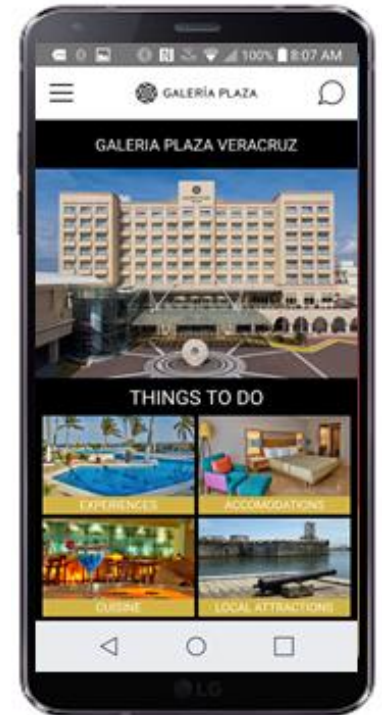 100% 8:07 AM
GALERÍA PLAZA
GALERIA PLAZA VERACRUZ
THINGS TO DO
EXPERIENCES
ACCOMODATIONS
CUISINE
LOCAL ATTRACTIONS
LG